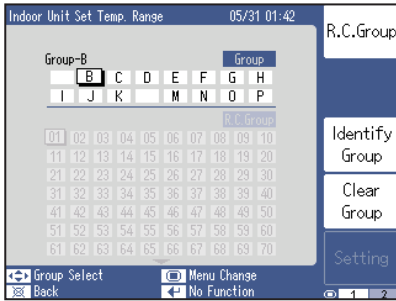 Indoor Unit Set Temp. Range 05/31 01:42
R.C.Group
Group-B Group
B C D E F G H
I J K M N O P
R.C.Group
01 02 03 04 05 06 07 08 09 10
11 12 13 14 15 16 17 18 19 20
21 22 23 24 25 26 27 28 29 30
31 32 33 34 35 36 37 38 39 40
41 42 43 44 45 46 47 48 49 50
51 52 53 54 55 56 57 58 59 60
61 62 63 64 65 66 67 68 69 70
Identify
Group
Clear
Group
Setting
Group Select Menu Change
Back No Function
1 2